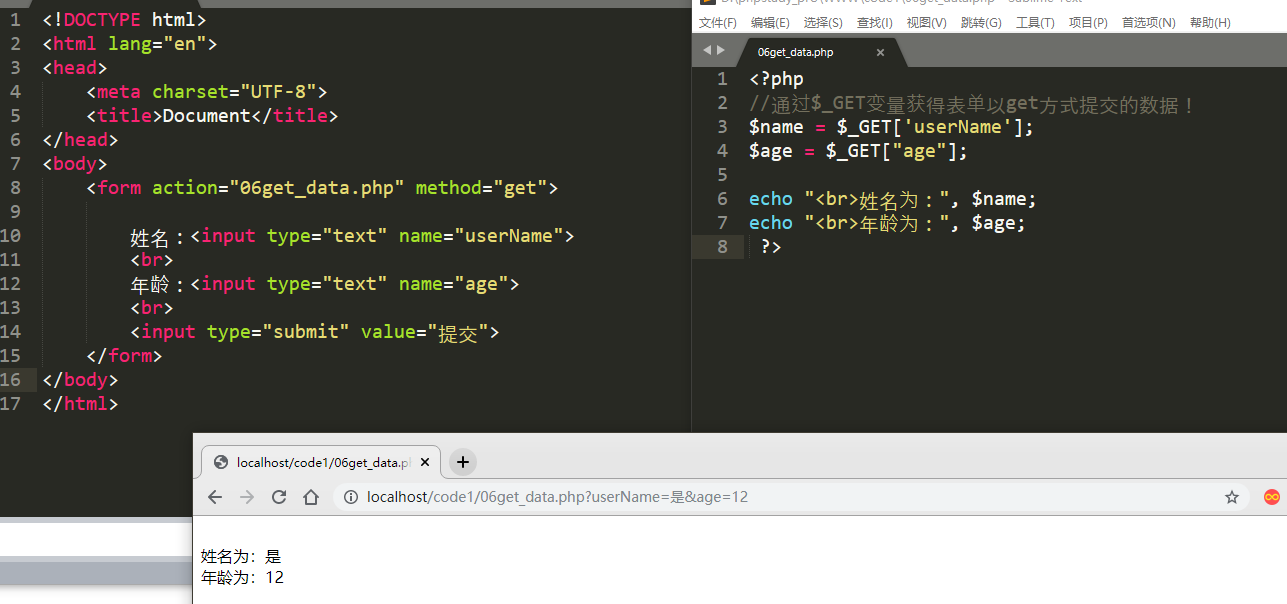 1 <!DOCTYPE html>
2 <html lang="en">
3 <head>
4 <meta charset="UTF-8">
5 <title>Document</title>
6 </head>
7 <body>
8 <form action="06get_data.php" method="get">
9
10 姓名：<input type="text" name="userName">
11 <br>
12 年龄：<input type="text" name="age">
13 <br>
14 <input type="submit" value="提交">
15 </form>
16 </body>
17 </html>
文件(F) 编辑(E) 选择(S) 查找(I) 视图(V) 跳转(G) 工具(T) 项目(P) 首选项(N) 帮助(H)
06get_data.php ×
1 <?php
2 //通过$_GET变量获得表单以get方式提交的数据！
3 $name = $_GET['userName'];
4 $age = $_GET["age"];
5
6 echo "<br>姓名为：", $name;
7 echo "<br>年龄为：", $age;
8 ?>
localhost/code1/06get_data.p
localhost/code1/06get_data.php?userName=是&age=12
姓名为：是
年龄为：12